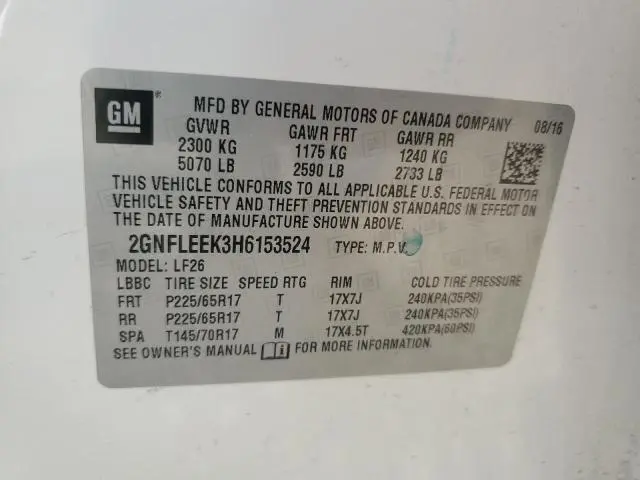 GM ®
MFD BY GENERAL MOTORS OF CANADA COMPANY 08/16
GVWR GAWR FRT GAWR RR
2300 KG 1175 KG 1240 KG
5070 LB 2590 LB 2733 LB
THIS VEHICLE CONFORMS TO ALL APPLICABLE U.S. FEDERAL MOTOR
VEHICLE SAFETY AND THEFT PREVENTION STANDARDS IN EFFECT ON
THE DATE OF MANUFACTURE SHOWN ABOVE.
2GNFLEEK3H6153524 TYPE: M.P.V.
MODEL: LF26
LBBC TIRE SIZE SPEED RTG RIM COLD TIRE PRESSURE
FRT P225/65R17 T 17X7J 240KPA(35PSI)
RR P225/65R17 T 17X7J 240KPA(35PSI)
SPA T145/70R17 M 17X4.5T 420KPA(60PSI)
SEE OWNER'S MANUAL i FOR MORE INFORMATION.